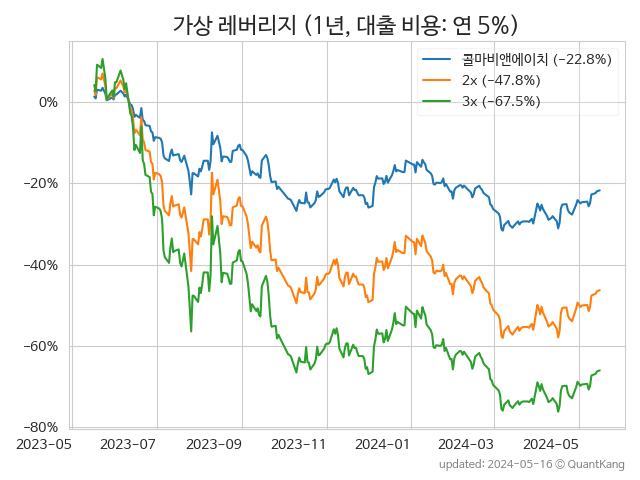 가상 레버리지 (1년, 대출 비용: 연 5%)
콜마비앤에이치 (−22.8%)
2x (−47.8%)
3x (−67.5%)
0%
−20%
−40%
−60%
−80%
2023−05 2023−07 2023−09 2023−11 2024−01 2024−03 2024−05
updated: 2024−05−16 © QuantKang